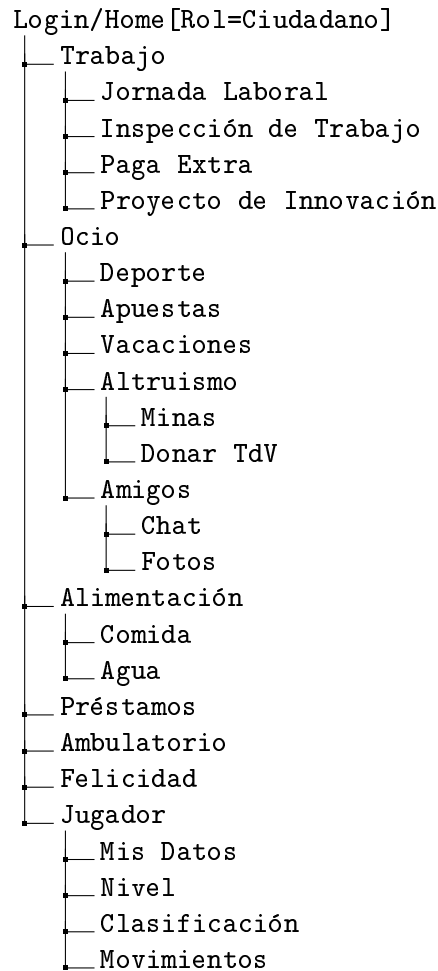 Login/Home[Rol=Ciudadano]
Trabajo
Jornada Laboral
Inspección de Trabajo
Paga Extra
Proyecto de Innovación
Ocio
Deporte
Apuestas
Vacaciones
Altruismo
Minas
Donar TdV
Amigos
Chat
Fotos
Alimentación
Comida
Agua
Préstamos
Ambulatorio
Felicidad
Jugador
Mis Datos
Nivel
Clasificación
Movimientos